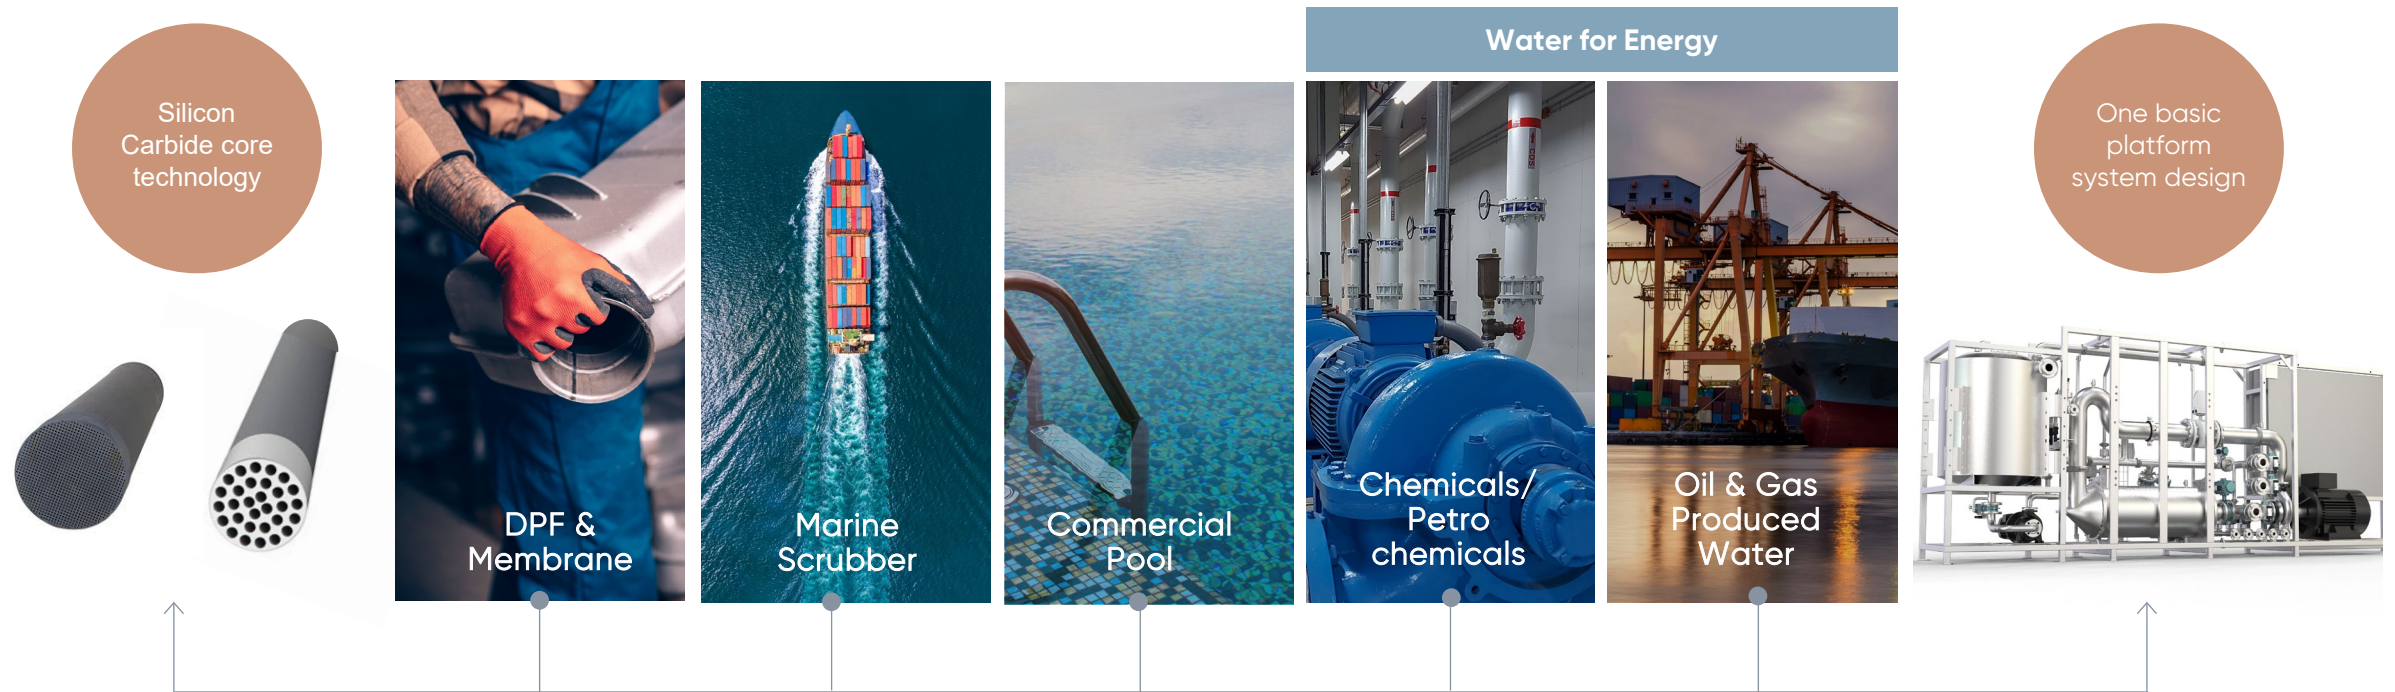 Water for Energy
Silicon
Carbide core
technology
One basic
platform
system design
DPF &
Membrane
Marine
Scrubber
Commercial
Pool
Chemicals/
Petro
chemicals
Oil & Gas
Produced
Water